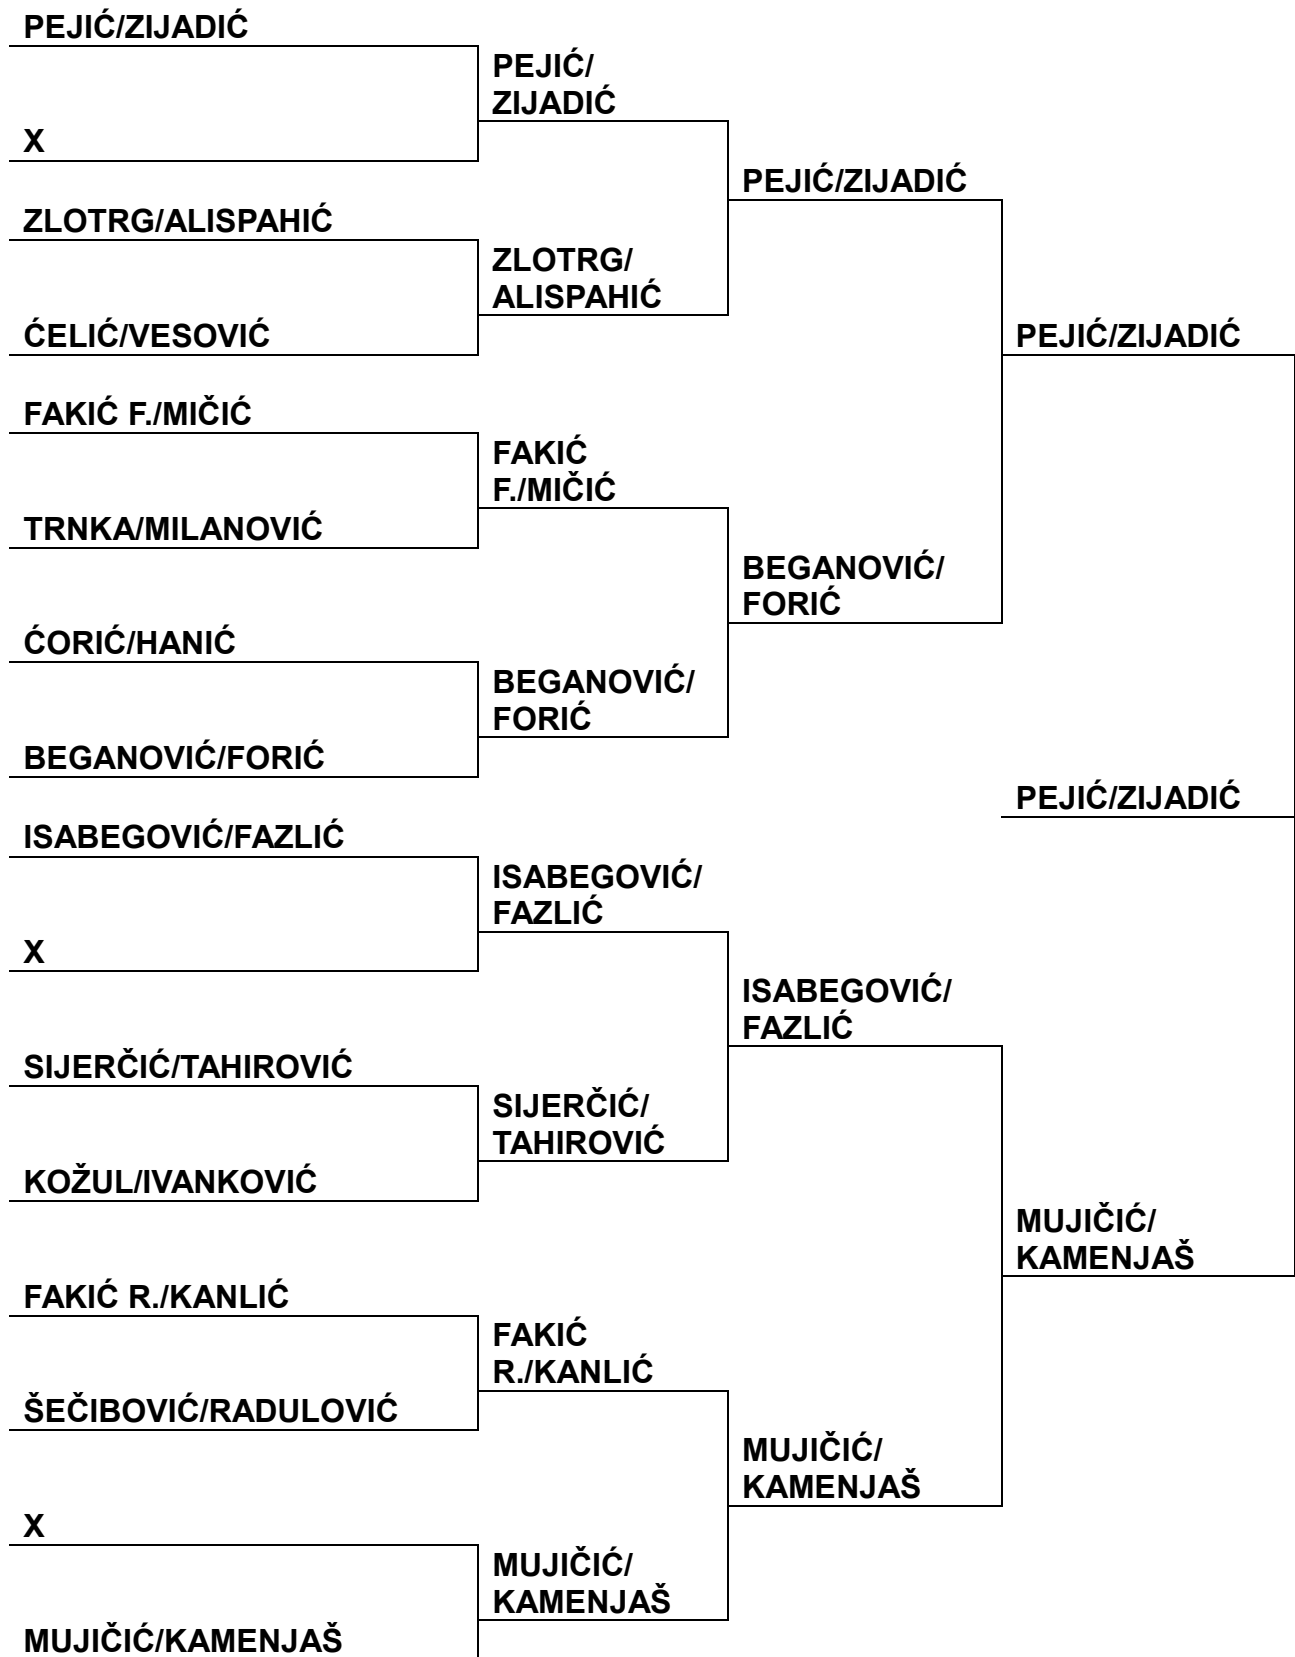 PEJIĆ/ZIJADIĆ
PEJIĆ/
ZIJADIĆ
X
PEJIĆ/ZIJADIĆ
ZLOTRG/ALISPAHIĆ
ZLOTRG/
ALISPAHIĆ
ĆELIĆ/VESOVIĆ
PEJIĆ/ZIJADIĆ
FAKIĆ F./MIČIĆ
FAKIĆ
F./MIČIĆ
TRNKA/MILANOVIĆ
BEGANOVIĆ/
FORIĆ
ĆORIĆ/HANIĆ
BEGANOVIĆ/
FORIĆ
BEGANOVIĆ/FORIĆ
PEJIĆ/ZIJADIĆ
ISABEGOVIĆ/FAZLIĆ
ISABEGOVIĆ/
FAZLIĆ
X
ISABEGOVIĆ/
FAZLIĆ
SIJERČIĆ/TAHIROVIĆ
SIJERČIĆ/
TAHIROVIĆ
KOŽUL/IVANKOVIĆ
MUJIČIĆ/
KAMENJAŠ
FAKIĆ R./KANLIĆ
FAKIĆ
R./KANLIĆ
ŠEČIBOVIĆ/RADULOVIĆ
MUJIČIĆ/
KAMENJAŠ
X
MUJIČIĆ/
KAMENJAŠ
MUJIČIĆ/KAMENJAŠ